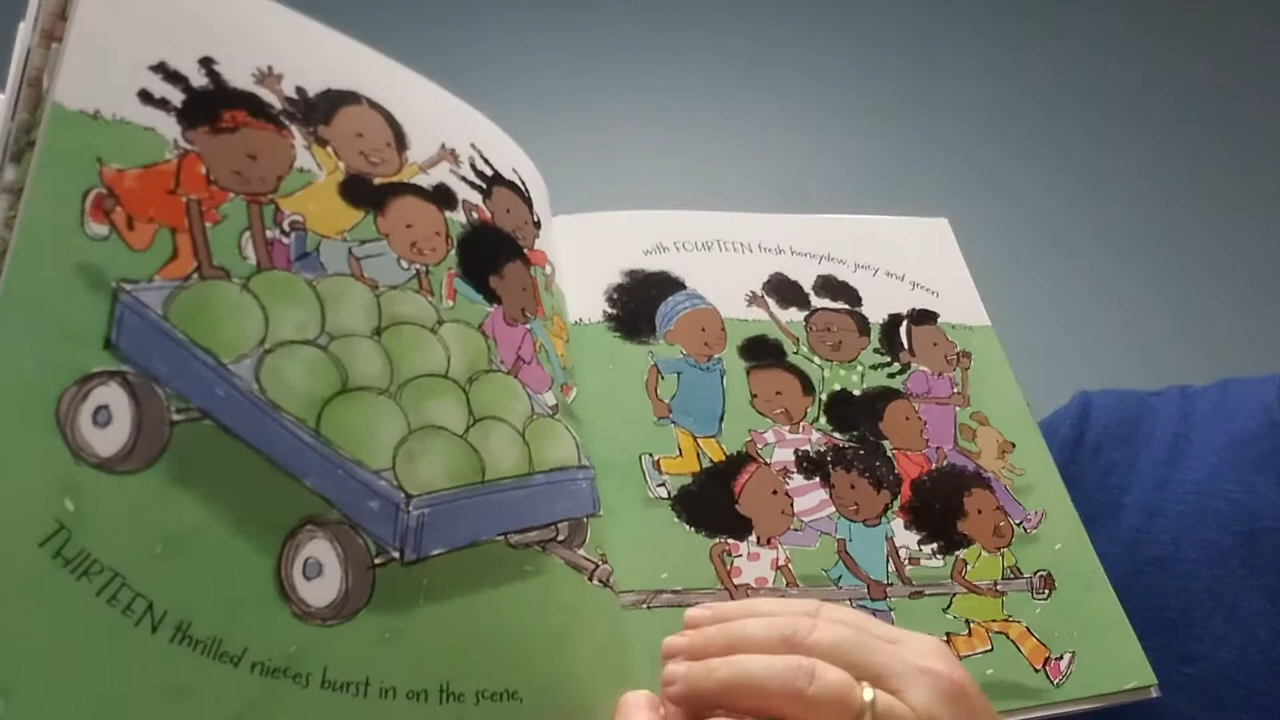 THIRTEEN thrilled nieces burst in on the scene,
with FOURTEEN fresh honeydew, juicy and green